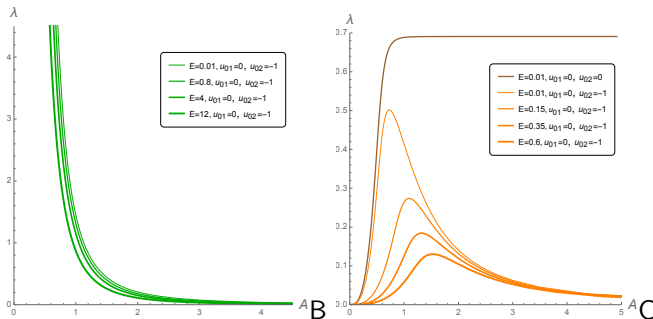 λ
4
3
2
1
0
0 1 2 3 4
A
E=0.01, u01=0, u02=-1
E=0.8, u01=0, u02=-1
E=4, u01=0, u02=-1
E=12, u01=0, u02=-1
B
λ
0.7
0.6
0.5
0.4
0.3
0.2
0.1
0.0
0 1 2 3 4 5
A
E=0.01, u01=0, u02=0
E=0.01, u01=0, u02=-1
E=0.15, u01=0, u02=-1
E=0.35, u01=0, u02=-1
E=0.6, u01=0, u02=-1
C